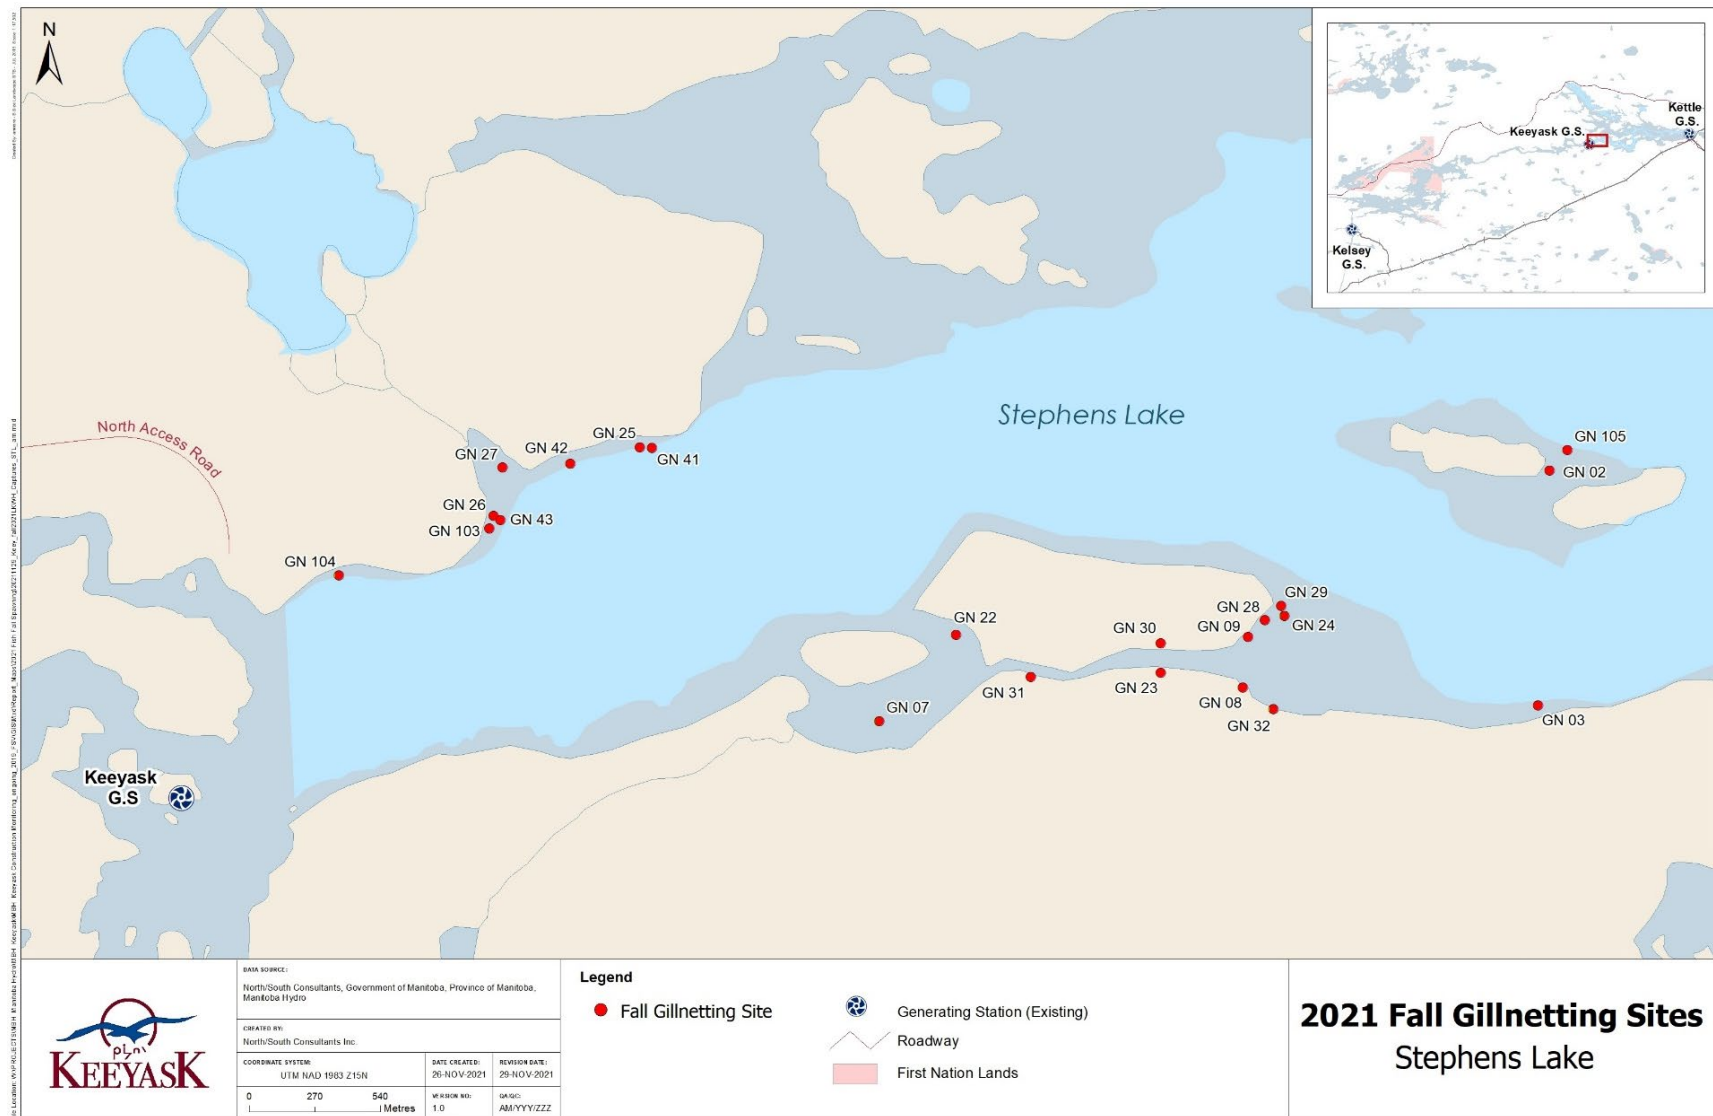 N
Kettle
G.S.
Keeyask G.S.
Kelsey
G.S.
Stephens Lake
North Access Road
GN 25
GN 42
GN 41
GN 27
GN 105
GN 02
GN 26
GN 43
GN 103
GN 104
GN 29
GN 28
GN 24
GN 22
GN 09
GN 30
GN 31
GN 23
GN 08
GN 07
GN 32
GN 03
Keeyask
G.S
KEEYASK
DATA SOURCE:
North/South Consultants, Government of Manitoba, Province of Manitoba,
Manitoba Hydro
CREATED BY:
North/South Consultants Inc.
COORDINATE SYSTEM:
UTM NAD 1983 Z15N
DATE CREATED:
26-NOV-2021
REVISION DATE:
29-NOV-2021
0 270 540
Metres
VERSION NO:
1.0
QA/QC:
AM/YYY/ZZZ
Legend
Fall Gillnetting Site
Generating Station (Existing)
Roadway
First Nation Lands
2021 Fall Gillnetting Sites
Stephens Lake